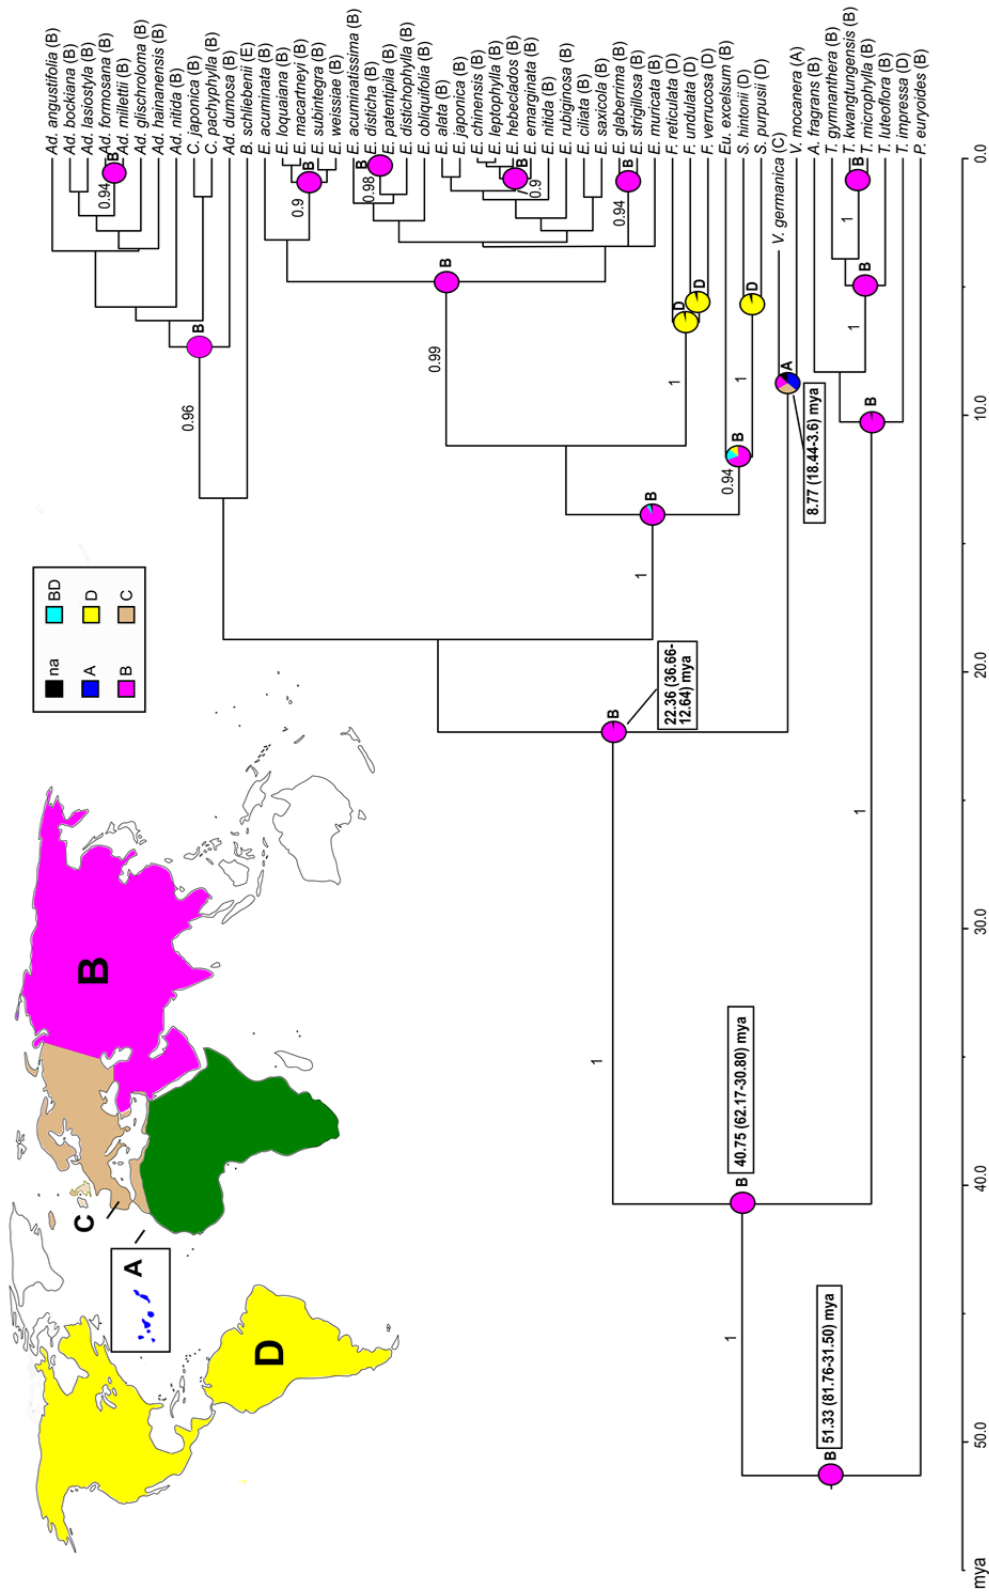 A
C
B
D
na
A
B
BD
D
C
Ad. angustifolia (B)
Ad. bockiana (B)
Ad. lasiostyla (B)
Ad. formosana (B)
Ad. millettii (B)
Ad. glischroloma (B)
Ad. hainanensis (B)
Ad. nitida (B)
C. japonica (B)
C. pachyphylla (B)
Ad. dumosa (B)
B. schliebenii (E)
E. acuminata (B)
E. loquaiana (B)
E. macartneyi (B)
E. subintegra (B)
E. weissiae (B)
E. acuminatissima (B)
E. disticha (B)
E. patentipila (B)
E. distichophylla (B)
E. obliquifolia (B)
E. alata (B)
E. japonica (B)
E. chinensis (B)
E. leptophylla (B)
E. hebeclados (B)
E. emarginata (B)
E. nitida (B)
E. rubiginosa (B)
E. ciliata (B)
E. saxicola (B)
E. glaberrima (B)
E. strigillosa (B)
E. muricata (B)
F. reticulata (D)
F. undulata (D)
F. verrucosa (D)
Eu. excelsum (B)
S. hintonii (D)
S. purpusii (D)
V. germanica (C)
V. mocanera (A)
A. fragrans (B)
T. gymnanthera (B)
T. kwangtungensis (B)
T. microphylla (B)
T. luteoflora (B)
T. impressa (D)
P. euryoides (B)
0.94
B
B
0.96
0.9
B
0.98
B
B
0.9
0.94
B
B
0.99
D
D
1
D
1
B
0.94
B
1
A
8.77 (18.44-3.6) mya
B
22.36 (36.66-
12.64) mya
1
B
1
B
B
1
1
B
40.75 (62.17-30.80) mya
1
B
51.33 (81.76-31.50) mya
mya
50.0
40.0
30.0
20.0
10.0
0.0